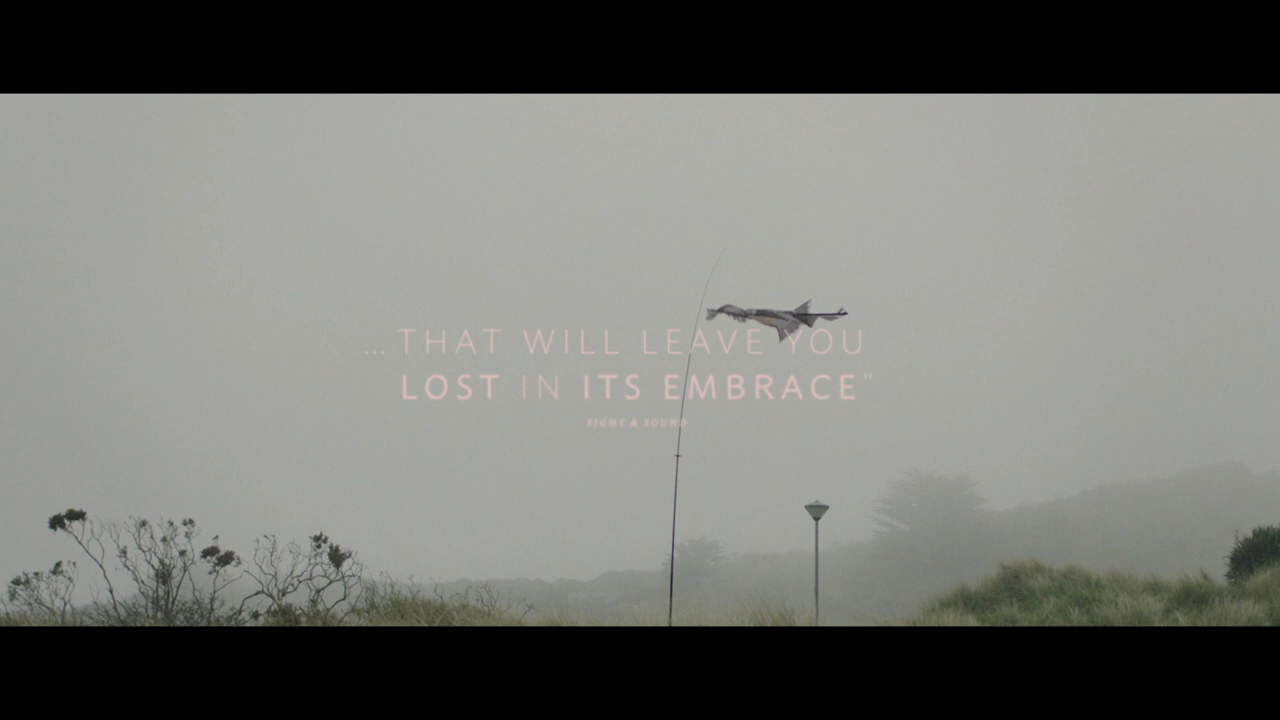 ...THAT WILL LEAVE YOU
LOST IN ITS EMBRACE"
SIGHT & SOUND